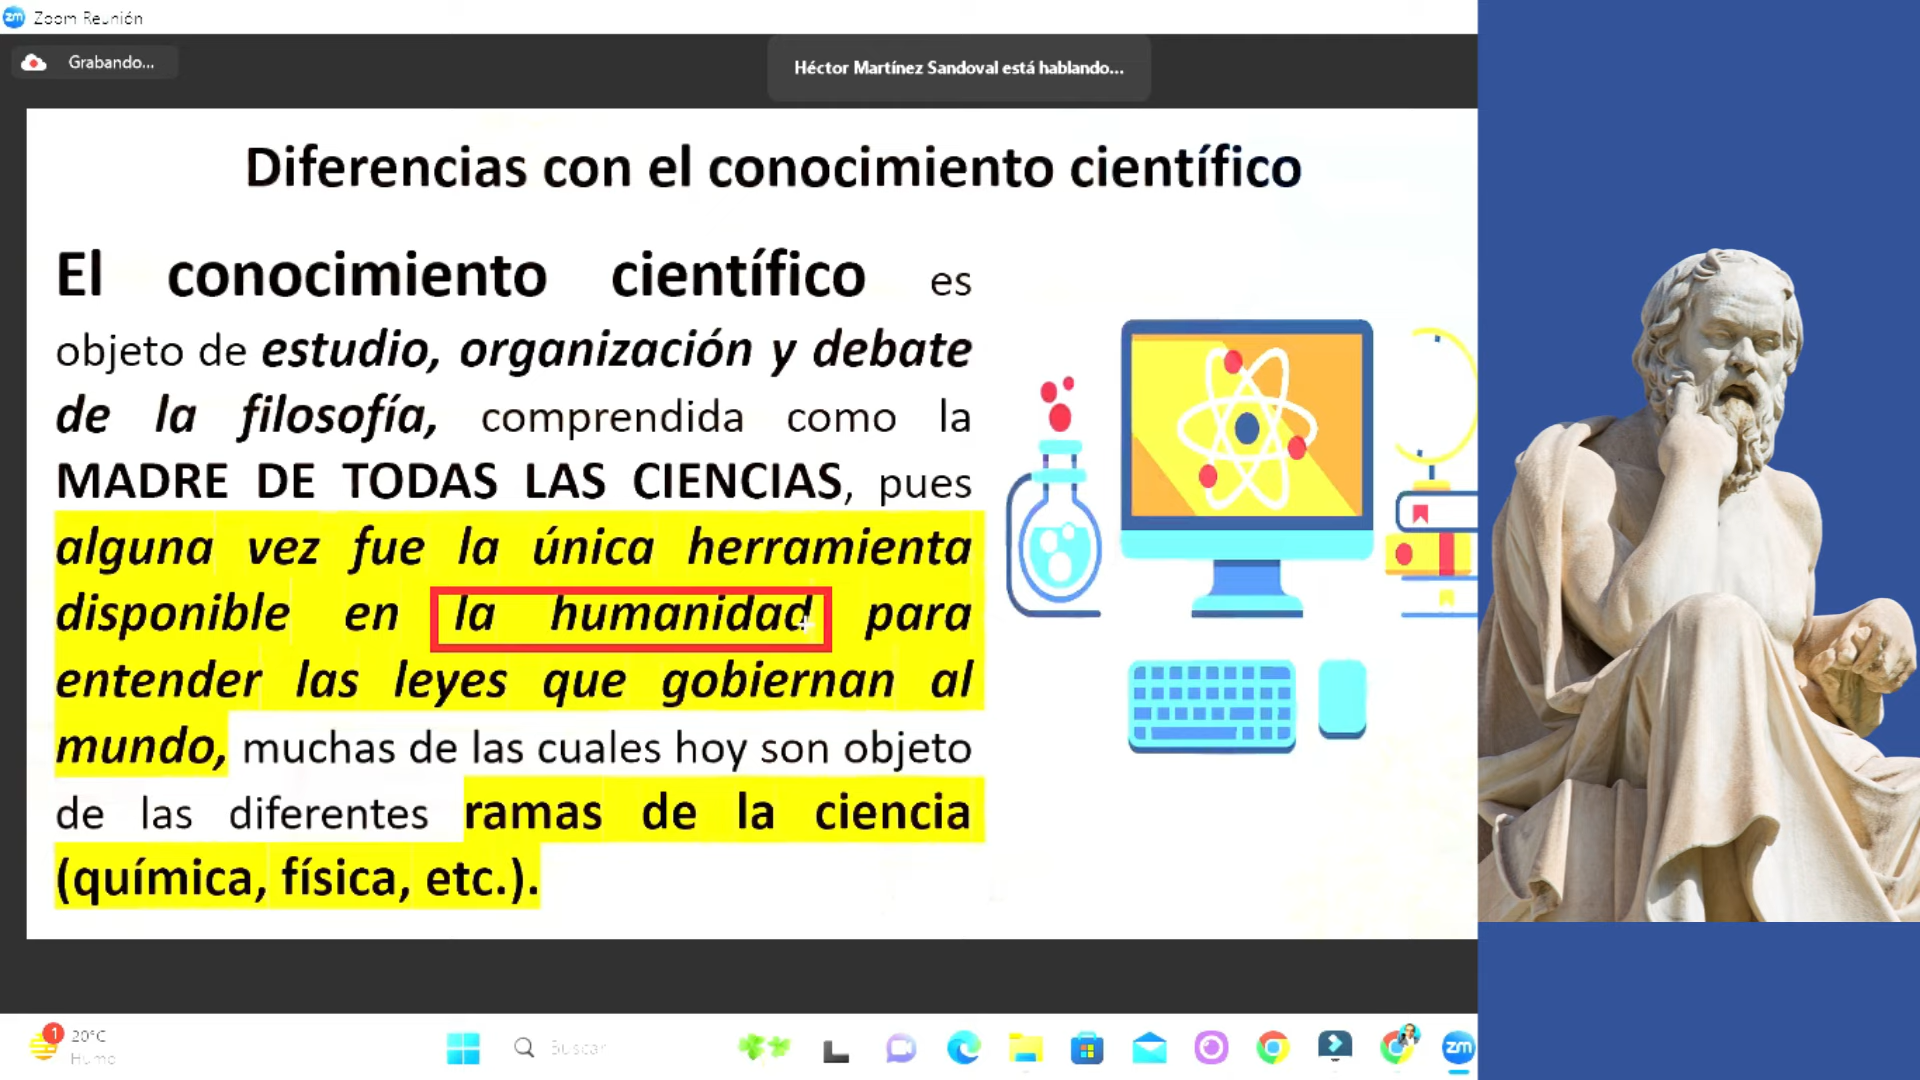 zm Zoom Reunión
Grabando...
Héctor Martínez Sandoval está hablando...
Diferencias con el conocimiento científico
El conocimiento científico es
objeto de estudio, organización y debate
de la filosofía, comprendida como la
MADRE DE TODAS LAS CIENCIAS, pues
alguna vez fue la única herramienta
disponible en la humanidad para
entender las leyes que gobiernan al
mundo, muchas de las cuales hoy son objeto
de las diferentes ramas de la ciencia
(química, física, etc.).
1
20°C
Humo
Buscar
zm